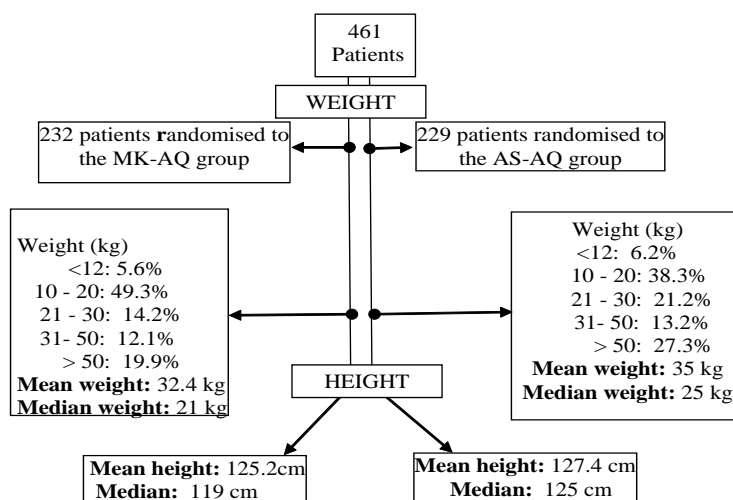 461
Patients
WEIGHT
232 patients randomised to
the MK-AQ group
229 patients randomised to
the AS-AQ group
Weight (kg)
<12: 5.6%
10 - 20: 49.3%
21 - 30: 14.2%
31- 50: 12.1%
> 50: 19.9%
Mean weight: 32.4 kg
Median weight: 21 kg
Weight (kg)
<12: 6.2%
10 - 20: 38.3%
21 - 30: 21.2%
31- 50: 13.2%
> 50: 27.3%
Mean weight: 35 kg
Median weight: 25 kg
HEIGHT
Mean height: 125.2cm
Median: 119 cm
Mean height: 127.4 cm
Median: 125 cm